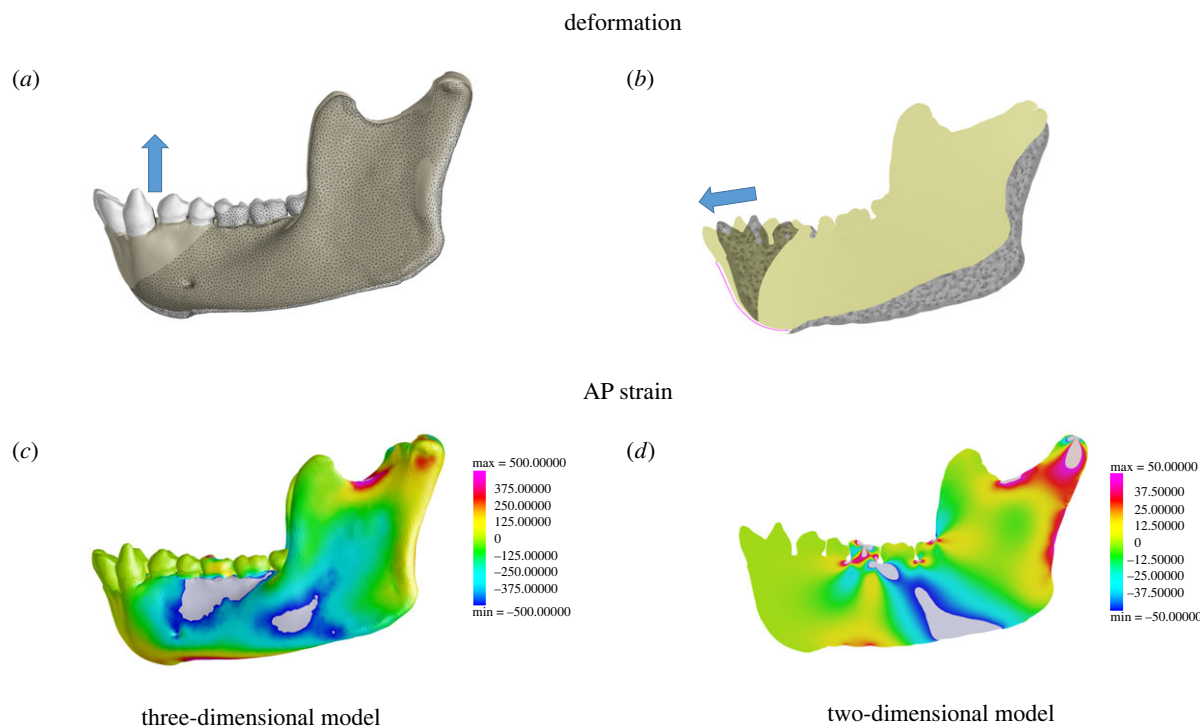 deformation
(a)
(b)
AP strain
(c)
(d)
max = 500.00000
375.00000
250.00000
125.00000
0
–125.00000
–250.00000
–375.00000
min = –500.00000
max = 50.00000
37.50000
25.00000
12.50000
0
–12.50000
–25.00000
–37.50000
min = –50.00000
three-dimensional model
two-dimensional model